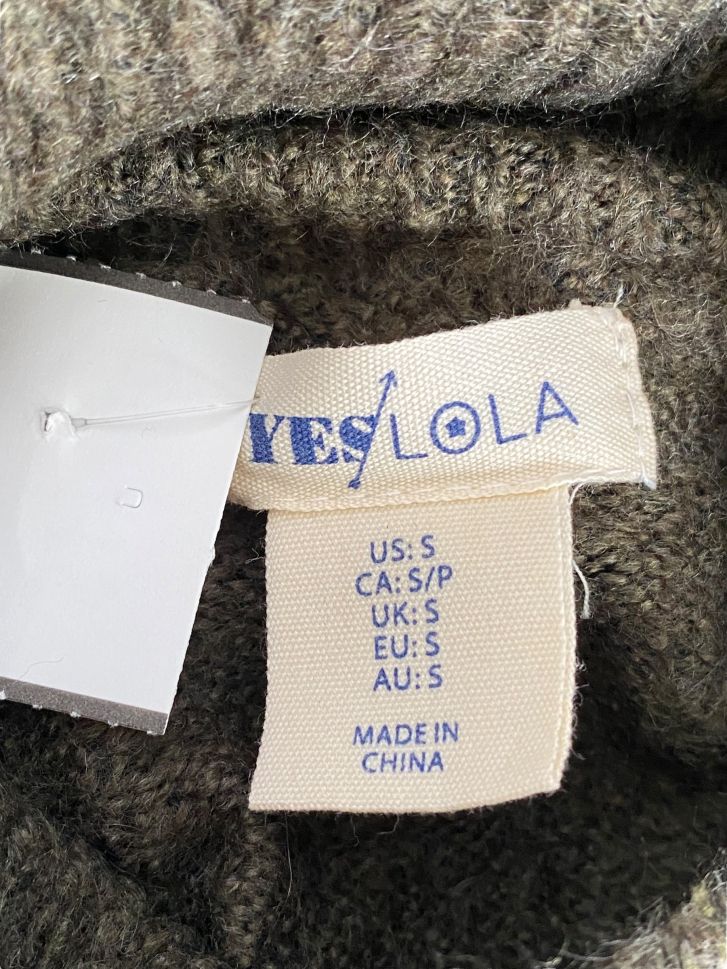 YES/LOLA
US: S
CA: S/P
UK: S
EU: S
AU: S
MADE IN
CHINA